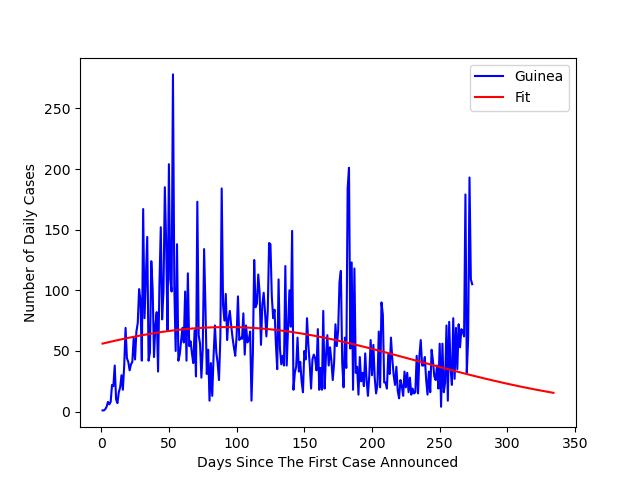 Guinea
Fit
Number of Daily Cases
250
200
150
100
50
0
0 50 100 150 200 250 300 350
Days Since The First Case Announced